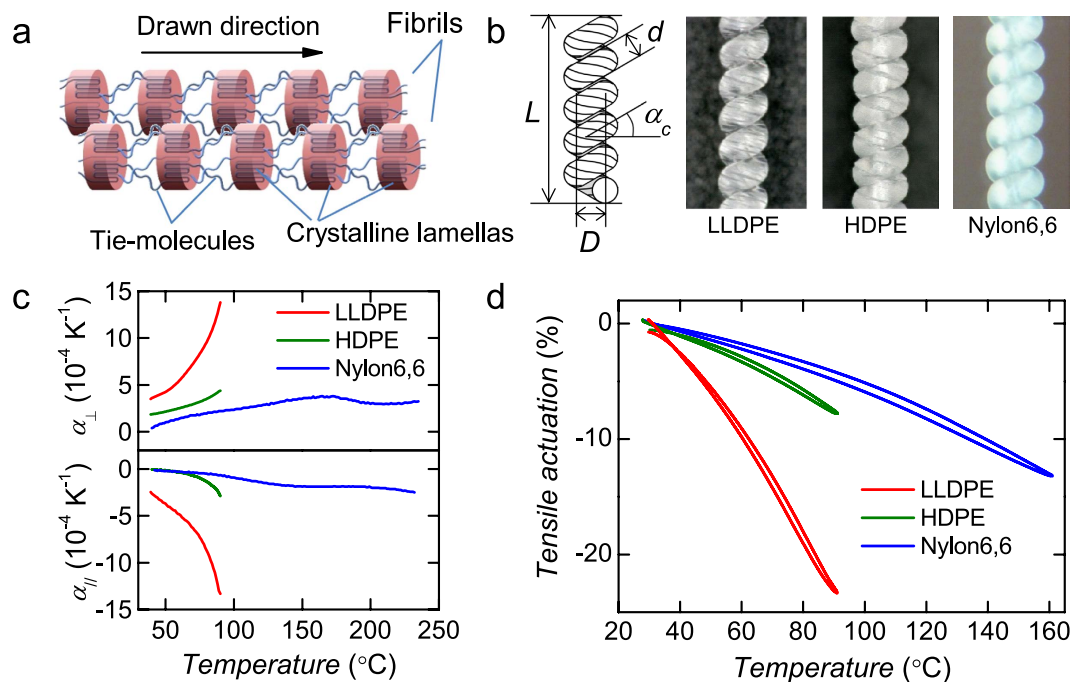 a
Drawn direction
Fibrils
Tie-molecules
Crystalline lamellas
b
L
d
α_c
D
LLDPE
HDPE
Nylon6,6
c
15
10
5
0
α_⊥ (10⁻⁴ K⁻¹)
LLDPE
HDPE
Nylon6,6
0
-5
-10
-15
α_// (10⁻⁴ K⁻¹)
50 100 150 200 250
Temperature (°C)
d
0
-10
-20
Tensile actuation (%)
LLDPE
HDPE
Nylon6,6
20 40 60 80 100 120 140 160
Temperature (°C)